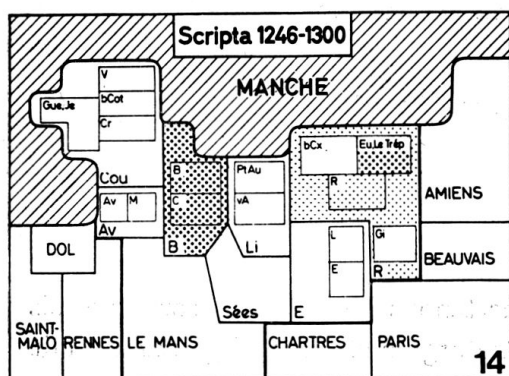 Scripta 1246-1300
MANCHE
V
Gue,Je
bCot
Cr
Cou
Av
M
Av
B
C
B
PtAu
vA
Li
bCx
Eu,Le Trép
R
AMIENS
L
Gi
E
R
BEAUVAIS
DOL
Sées
E
SAINT-
MALO
RENNES
LE MANS
CHARTRES
PARIS
14